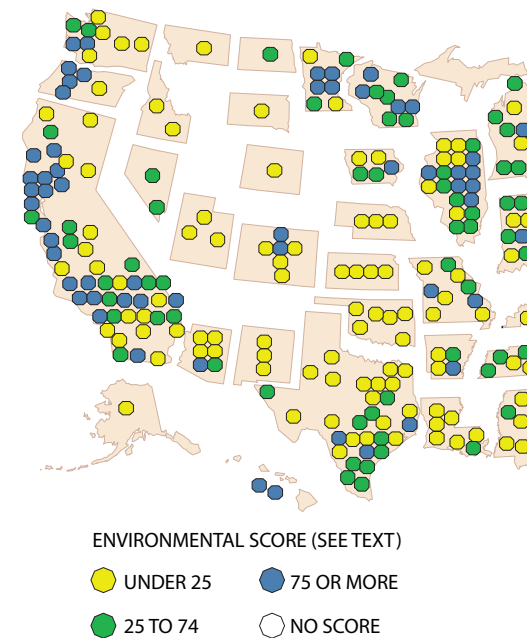 ENVIRONMENTAL SCORE (SEE TEXT)
UNDER 25
75 OR MORE
25 TO 74
NO SCORE